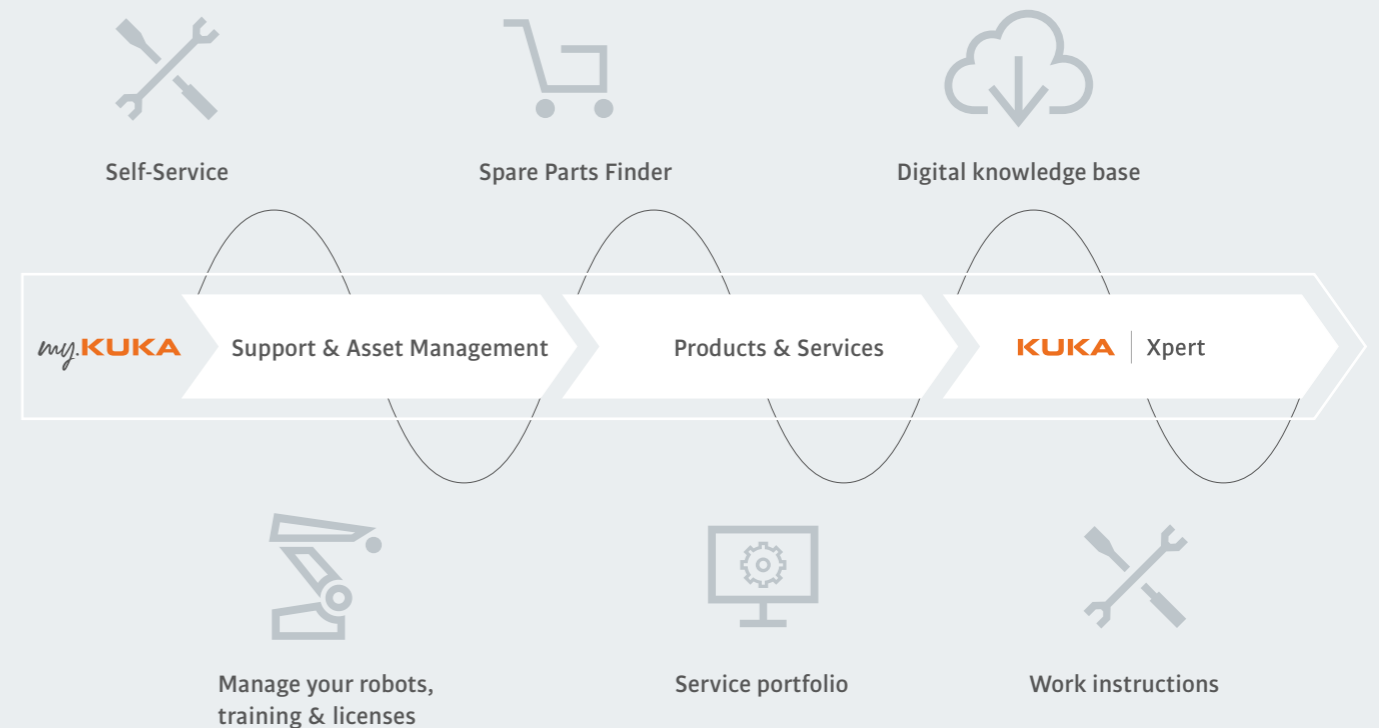 Self-Service
Spare Parts Finder
Digital knowledge base
my.KUKA
Support & Asset Management
Products & Services
KUKA | Xpert
Manage your robots,
training & licenses
Service portfolio
Work instructions